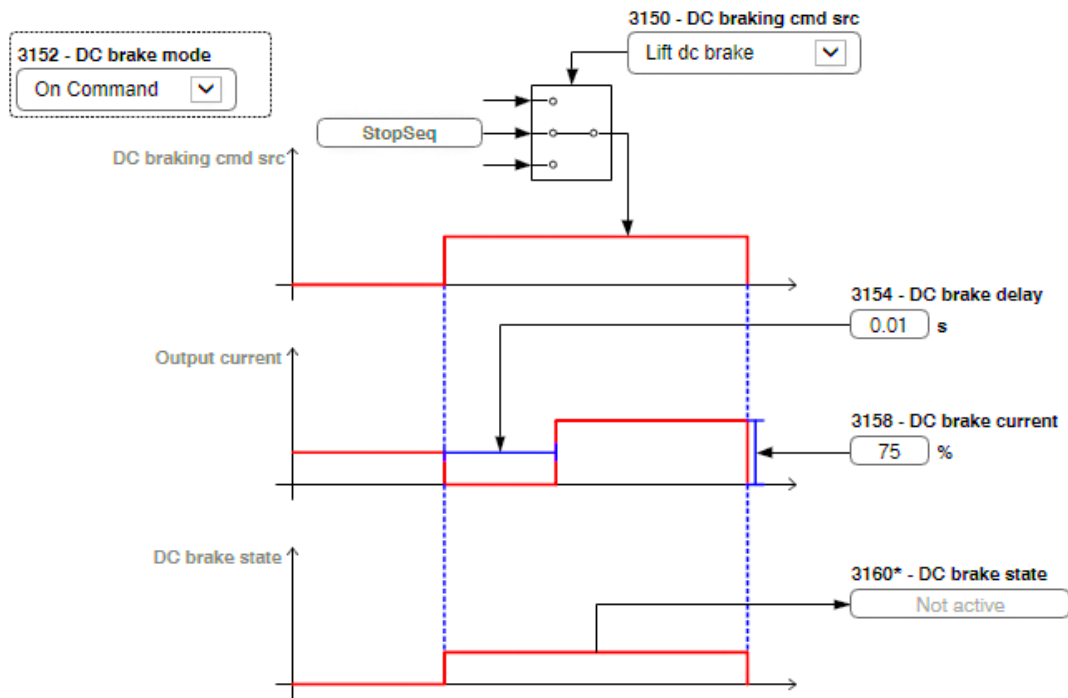 3150 - DC braking cmd src
Lift dc brake
3152 - DC brake mode
On Command
StopSeq
DC braking cmd src
3154 - DC brake delay
0.01 s
Output current
3158 - DC brake current
75 %
DC brake state
3160* - DC brake state
Not active